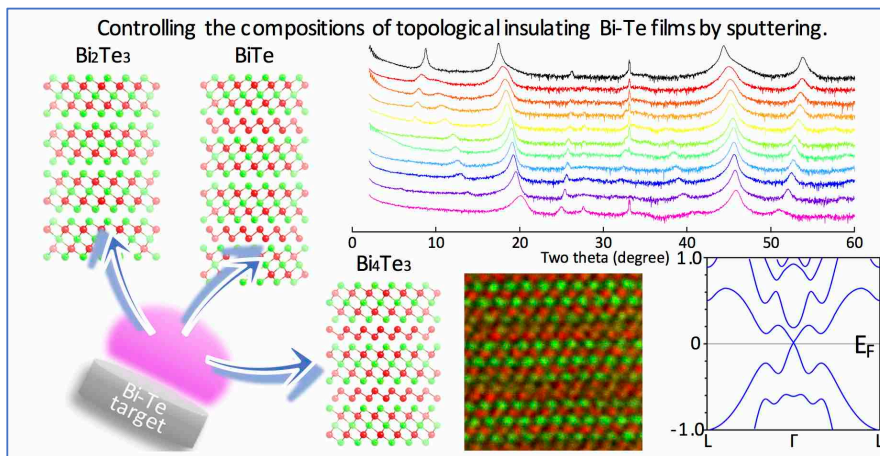 Controlling the compositions of topological insulating Bi-Te films by sputtering.
Bi₂Te₃
BiTe
0 10 20 30 40 50 60
Two theta (degree)
Bi₄Te₃
Bi-Te
target
1.0
0
-1.0
E_F
L Γ L